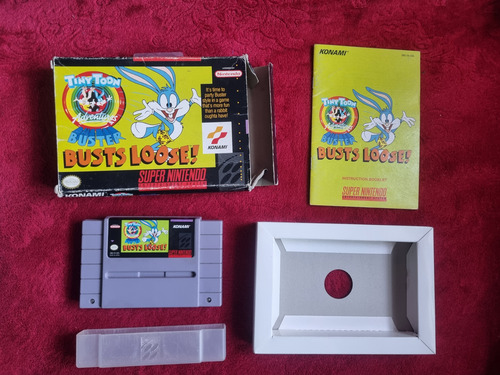 TINY TOON
Adventures
BUSTER
BUSTS LOOSE!
Nintendo
It's time to
party Buster
style in a game
that's more fun
than a rabbit
oughta have!
KONAMI
SUPER NINTENDO
KONAMI
KONAMI
TINY TOON
Adventures
BUSTER
BUSTS LOOSE!
INSTRUCTION BOOKLET
SUPER NINTENDO
KONAMI
BUSTS LOOSE!